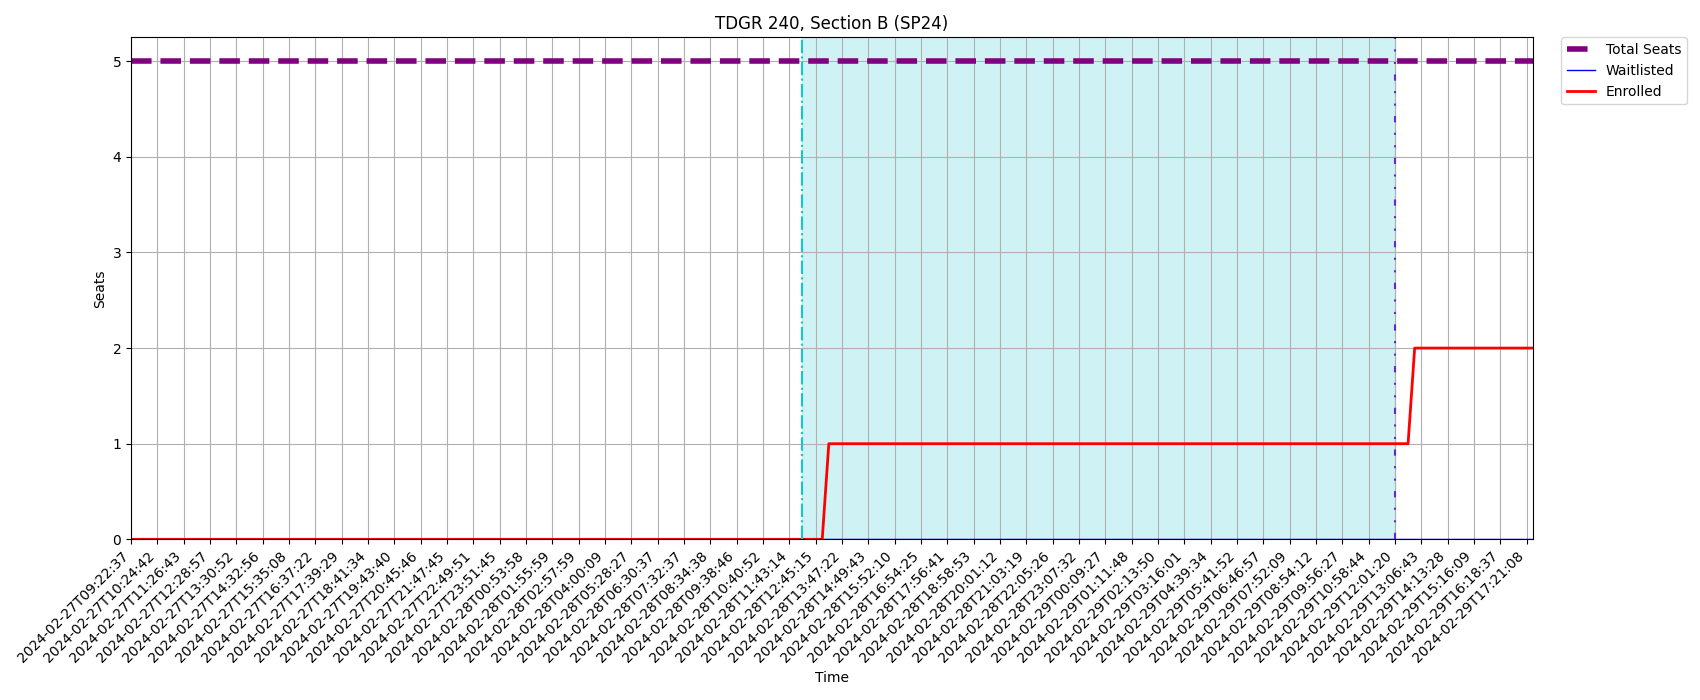 TDGR 240, Section B (SP24)
Total Seats
Waitlisted
Enrolled
Seats
5
4
3
2
1
0
2024-02-27T09:22:37
2024-02-27T10:24:42
2024-02-27T11:26:43
2024-02-27T12:28:57
2024-02-27T13:30:52
2024-02-27T14:32:56
2024-02-27T15:35:08
2024-02-27T16:37:22
2024-02-27T17:39:29
2024-02-27T18:41:34
2024-02-27T19:43:40
2024-02-27T20:45:46
2024-02-27T21:47:45
2024-02-27T22:49:51
2024-02-27T23:51:45
2024-02-28T00:53:58
2024-02-28T01:55:59
2024-02-28T02:57:59
2024-02-28T04:00:09
2024-02-28T05:28:27
2024-02-28T06:30:37
2024-02-28T07:32:37
2024-02-28T08:34:38
2024-02-28T09:38:46
2024-02-28T10:40:52
2024-02-28T11:43:14
2024-02-28T12:45:15
2024-02-28T13:47:22
2024-02-28T14:49:43
2024-02-28T15:52:10
2024-02-28T16:54:25
2024-02-28T17:56:41
2024-02-28T18:58:53
2024-02-28T20:01:12
2024-02-28T21:03:19
2024-02-28T22:05:26
2024-02-28T23:07:32
2024-02-29T00:09:27
2024-02-29T01:11:48
2024-02-29T02:13:50
2024-02-29T03:16:01
2024-02-29T04:39:34
2024-02-29T05:41:52
2024-02-29T06:46:57
2024-02-29T07:52:09
2024-02-29T08:54:12
2024-02-29T09:56:27
2024-02-29T10:58:44
2024-02-29T12:01:20
2024-02-29T13:06:43
2024-02-29T14:13:28
2024-02-29T15:16:09
2024-02-29T16:18:37
2024-02-29T17:21:08
Time